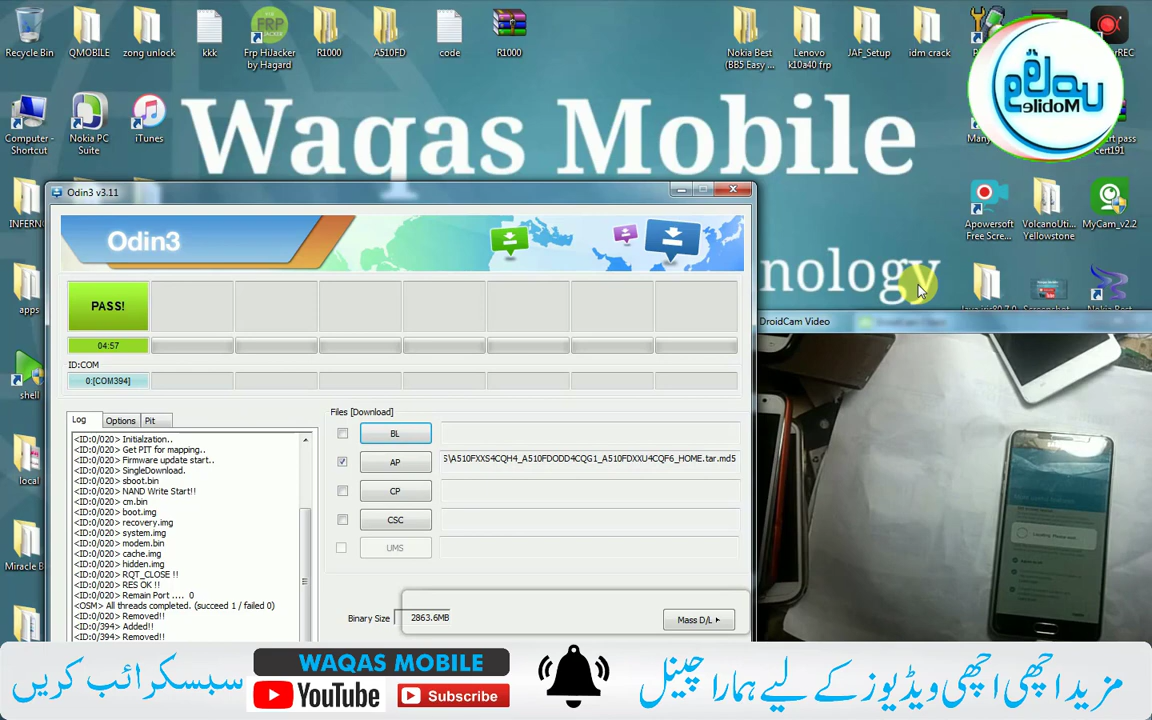 Recycle Bin
QMOBILE
zong unlock
kkk
Frp HiJacker
by Hagard
FRP
HIJACKER
R1000
A510FD
code
R1000
Nokia Best
(BB5 Easy ...
Lenovo
k10a40 frp
JAF_Setup
idm crack
موبائل وقاص
Mobile
Computer -
Shortcut
Nokia PC
Suite
iTunes
Waqas Mobile
cert191
Apowersoft
Free Scre...
VolcanoUti...
Yellowstone
MyCam_v2.2
nology
apps
shell
local
Miracle B
Odin3 v3.11
Odin3
PASS!
04:57
ID:COM
0:[COM394]
Log
Options
Pit
<ID:0/020> Initialzation..
<ID:0/020> Get PIT for mapping..
<ID:0/020> Firmware update start..
<ID:0/020> SingleDownload.
<ID:0/020> sboot.bin
<ID:0/020> NAND Write Start!!
<ID:0/020> cm.bin
<ID:0/020> boot.img
<ID:0/020> recovery.img
<ID:0/020> system.img
<ID:0/020> modem.bin
<ID:0/020> cache.img
<ID:0/020> hidden.img
<ID:0/020> RQT_CLOSE !!
<ID:0/020> RES OK !!
<ID:0/020> Remain Port .... 0
<OSM> All threads completed. (succeed 1 / failed 0)
<ID:0/020> Removed!!
<ID:0/394> Added!!
<ID:0/394> Removed!!
Files [Download]
BL
AP
S\A510FXXS4CQH4_A510FDODD4CQG1_A510FDXXU4CQF6_HOME.tar.md5
CP
CSC
UMS
Binary Size
2863.6MB
Mass D/L
DroidCam Video
مزید اچھی اچھی ویڈیوز کے لیے ہمارا چینل
سبسکرائب کریں
WAQAS MOBILE
YouTube
Subscribe